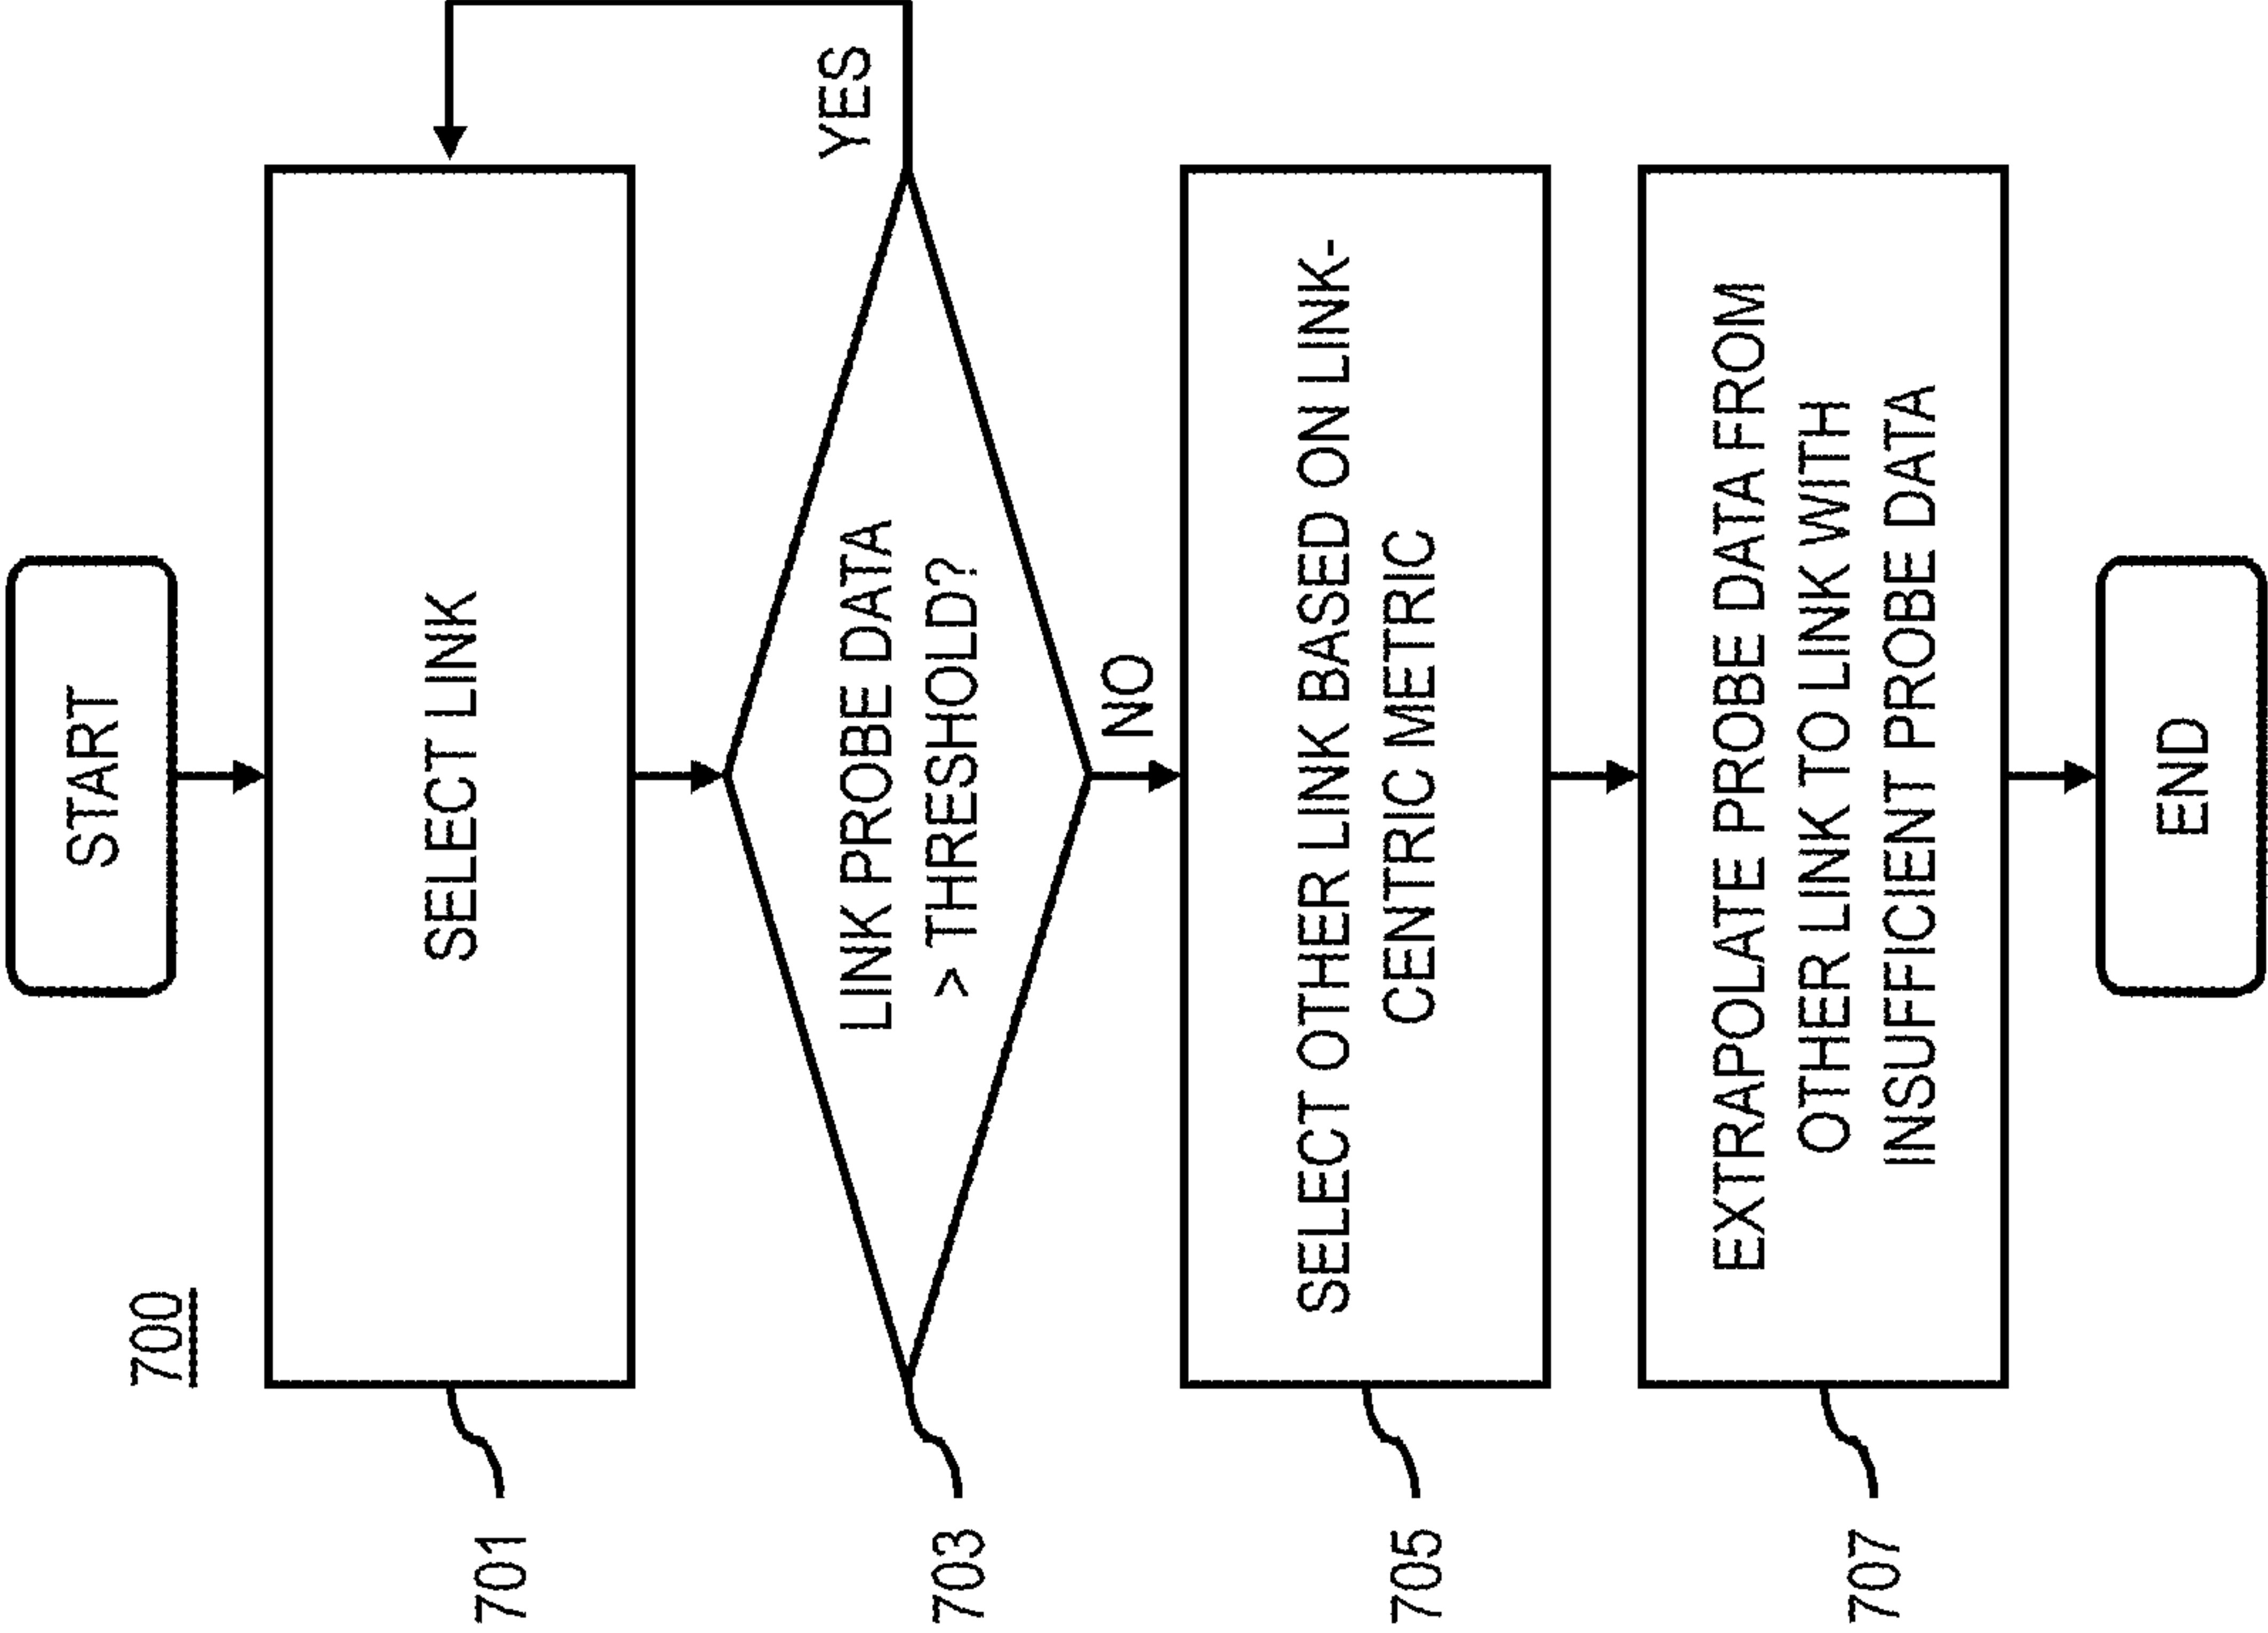 700
START
701
SELECT LINK
703
LINK PROBE DATA
> THRESHOLD?
YES
NO
705
SELECT OTHER LINK BASED ON LINK-
CENTRIC METRIC
707
EXTRAPOLATE PROBE DATA FROM
OTHER LINK TO LINK WITH
INSUFFICIENT PROBE DATA
END